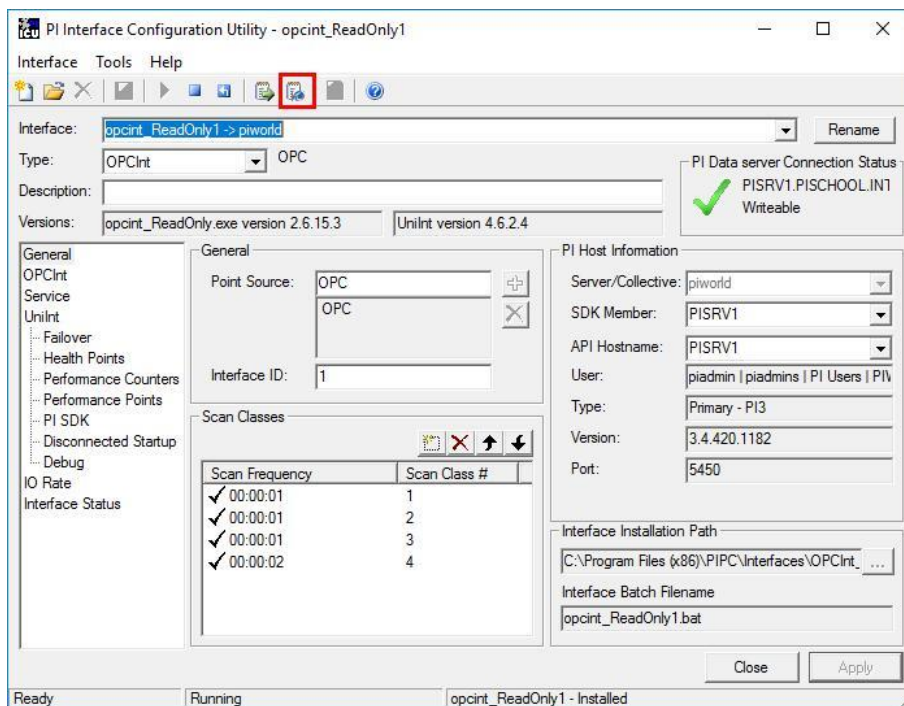 PI Interface Configuration Utility - opcint_ReadOnly1
Interface Tools Help
Interface: opcint_ReadOnly1 -> piworld Rename
Type: OPCInt OPC
PI Data server Connection Status
PISRV1.PISCHOOL.INT
Writeable
Description:
Versions: opcint_ReadOnly.exe version 2.6.15.3 UniInt version 4.6.2.4
General
OPCInt
Service
UniInt
Failover
Health Points
Performance Counters
Performance Points
PI SDK
Disconnected Startup
Debug
IO Rate
Interface Status
General
Point Source: OPC
OPC
Interface ID: 1
Scan Classes
Scan Frequency Scan Class #
00:00:01 1
00:00:01 2
00:00:01 3
00:00:02 4
PI Host Information
Server/Collective: piworld
SDK Member: PISRV1
API Hostname: PISRV1
User: piadmin | piadmins | PI Users |
Type: Primary - PI3
Version: 3.4.420.1182
Port: 5450
Interface Installation Path
C:\Program Files (x86)\PIPC\Interfaces\OPCInt_ ...
Interface Batch Filename
opcint_ReadOnly1.bat
Close Apply
Ready Running opcint_ReadOnly1 - Installed